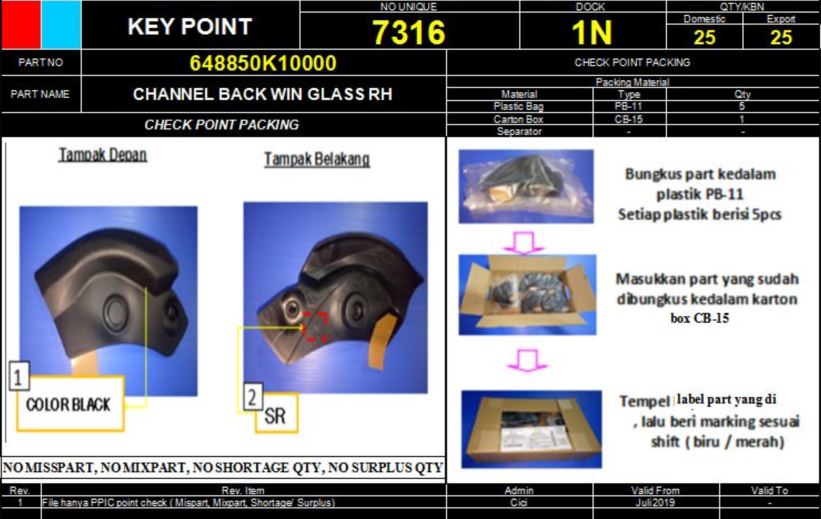 KEY POINT
NO UNIQUE
7316
DOCK
1N
QTY/KBN
Domestic Export
25 25
PART NO 648850K10000
PART NAME CHANNEL BACK WIN GLASS RH
CHECK POINT PACKING
CHECK POINT PACKING
Packing Material
Material Type Qty
Plastic Bag PB-11 5
Carton Box CB-15 1
Separator - -
Tampak Depan
Tampak Belakang
1
COLOR BLACK
2
SR
Bungkus part kedalam
plastik PB-11
Setiap plastik berisi 5pcs
Masukkan part yang sudah
dibungkus kedalam karton
box CB-15
Tempel label part yang di
, lalu beri marking sesuai
shift ( biru / merah)
NO MISSPART, NO MIXPART, NO SHORTAGE QTY, NO SURPLUS QTY
Rev. Rev. Item Admin Valid From Valid To
1 File hanya PPIC point check ( Mispart, Mixpart, Shortage/ Surplus) Cici Juli 2019 -